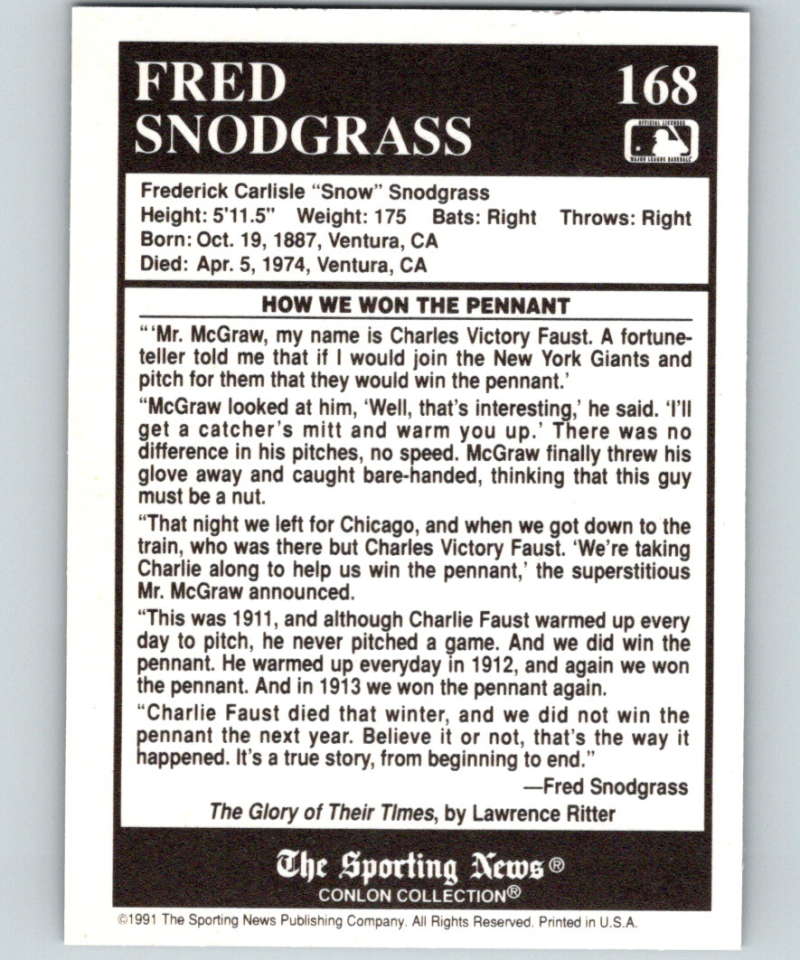 FRED
SNODGRASS
168
OFFICIAL LICENSEE
MAJOR LEAGUE BASEBALL
Frederick Carlisle “Snow” Snodgrass
Height: 5'11.5" Weight: 175 Bats: Right Throws: Right
Born: Oct. 19, 1887, Ventura, CA
Died: Apr. 5, 1974, Ventura, CA
HOW WE WON THE PENNANT
“ ‘Mr. McGraw, my name is Charles Victory Faust. A fortune-
teller told me that if I would join the New York Giants and
pitch for them that they would win the pennant.’
“McGraw looked at him, ‘Well, that’s interesting,’ he said. ‘I’ll
get a catcher’s mitt and warm you up.’ There was no
difference in his pitches, no speed. McGraw finally threw his
glove away and caught bare-handed, thinking that this guy
must be a nut.
“That night we left for Chicago, and when we got down to the
train, who was there but Charles Victory Faust. ‘We’re taking
Charlie along to help us win the pennant,’ the superstitious
Mr. McGraw announced.
“This was 1911, and although Charlie Faust warmed up every
day to pitch, he never pitched a game. And we did win the
pennant. He warmed up everyday in 1912, and again we won
the pennant. And in 1913 we won the pennant again.
“Charlie Faust died that winter, and we did not win the
pennant the next year. Believe it or not, that’s the way it
happened. It’s a true story, from beginning to end.”
—Fred Snodgrass
The Glory of Their TImes, by Lawrence Ritter
The Sporting News®
CONLON COLLECTION®
©1991 The Sporting News Publishing Company. All Rights Reserved. Printed in U.S.A.